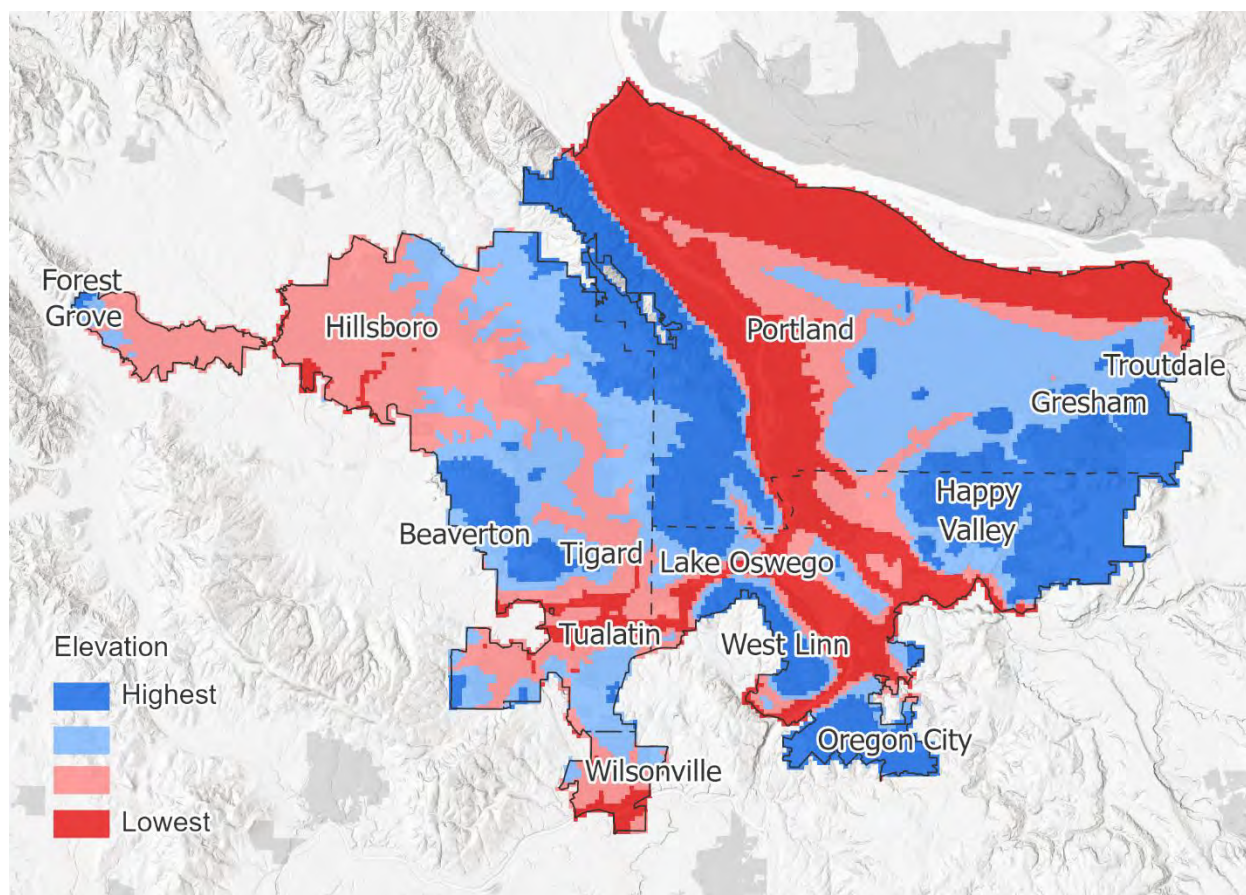 Forest
Grove
Hillsboro
Portland
Troutdale
Gresham
Happy
Valley
Beaverton
Tigard
Lake Oswego
Tualatin
West Linn
Oregon City
Wilsonville
Elevation
Highest
Lowest